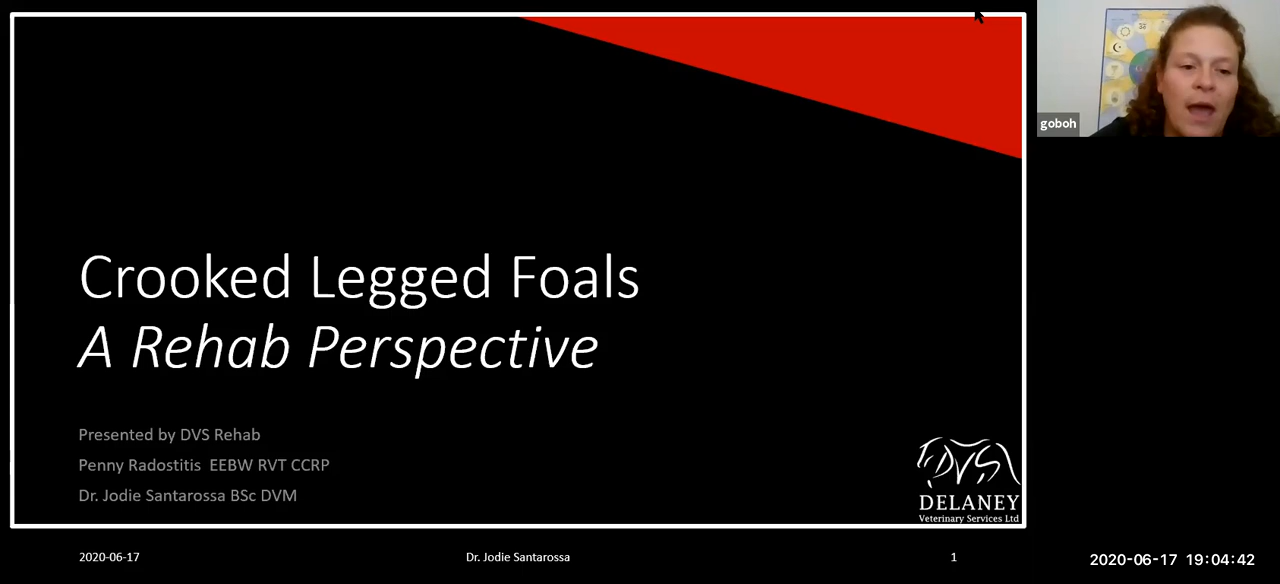 goboh
Crooked Legged Foals
A Rehab Perspective
Presented by DVS Rehab
Penny Radostitis EEBW RVT CCRP
Dr. Jodie Santarossa BSc DVM
DVS
DELANEY
Veterinary Services Ltd
2020-06-17
Dr. Jodie Santarossa
1
2020-06-17 19:04:42